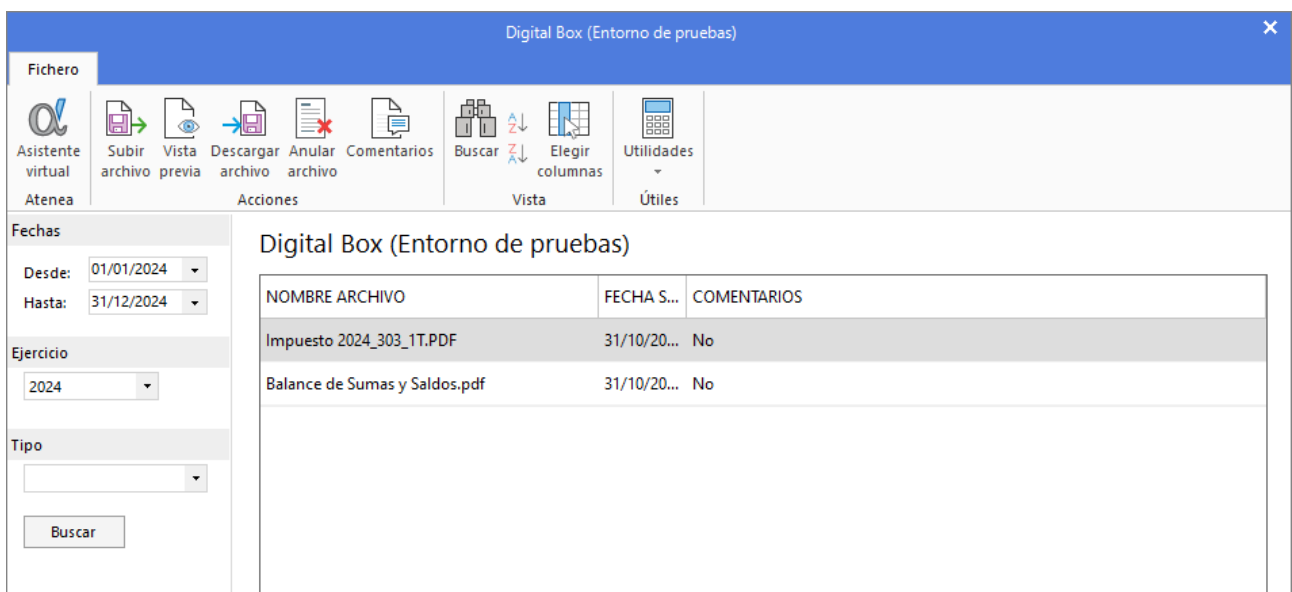 Digital Box (Entorno de pruebas)
Fichero
Asistente virtual
Subir archivo
Vista previa
Descargar archivo
Anular archivo
Comentarios
Buscar
A
Z
Z
A
Elegir columnas
Utilidades
Atenea
Acciones
Vista
Útiles
Fechas
Desde: 01/01/2024
Hasta: 31/12/2024
Ejercicio
2024
Tipo
Buscar
Digital Box (Entorno de pruebas)
NOMBRE ARCHIVO FECHA S... COMENTARIOS
Impuesto 2024_303_1T.PDF 31/10/20... No
Balance de Sumas y Saldos.pdf 31/10/20... No